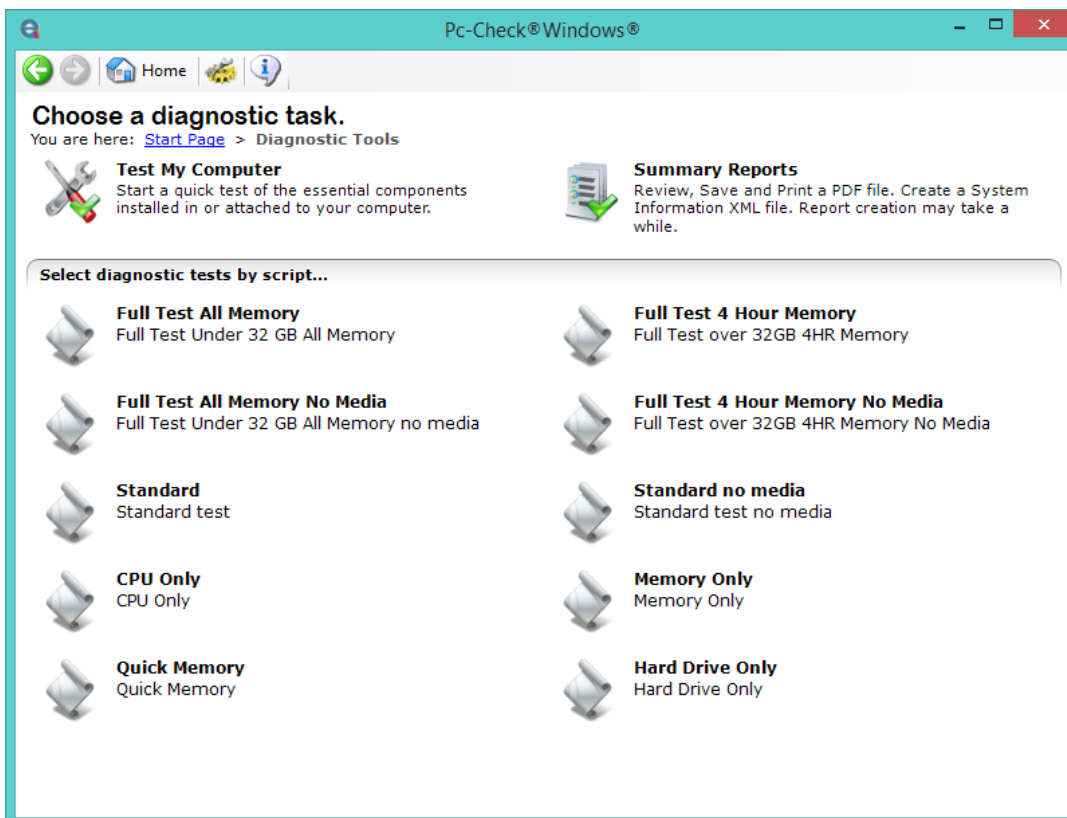 Pc-Check®Windows®
Home
Choose a diagnostic task.
You are here: Start Page > Diagnostic Tools
Test My Computer
Start a quick test of the essential components
installed in or attached to your computer.
Summary Reports
Review, Save and Print a PDF file. Create a System
Information XML file. Report creation may take a
while.
Select diagnostic tests by script...
Full Test All Memory
Full Test Under 32 GB All Memory
Full Test 4 Hour Memory
Full Test over 32GB 4HR Memory
Full Test All Memory No Media
Full Test Under 32 GB All Memory no media
Full Test 4 Hour Memory No Media
Full Test over 32GB 4HR Memory No Media
Standard
Standard test
Standard no media
Standard test no media
CPU Only
CPU Only
Memory Only
Memory Only
Quick Memory
Quick Memory
Hard Drive Only
Hard Drive Only